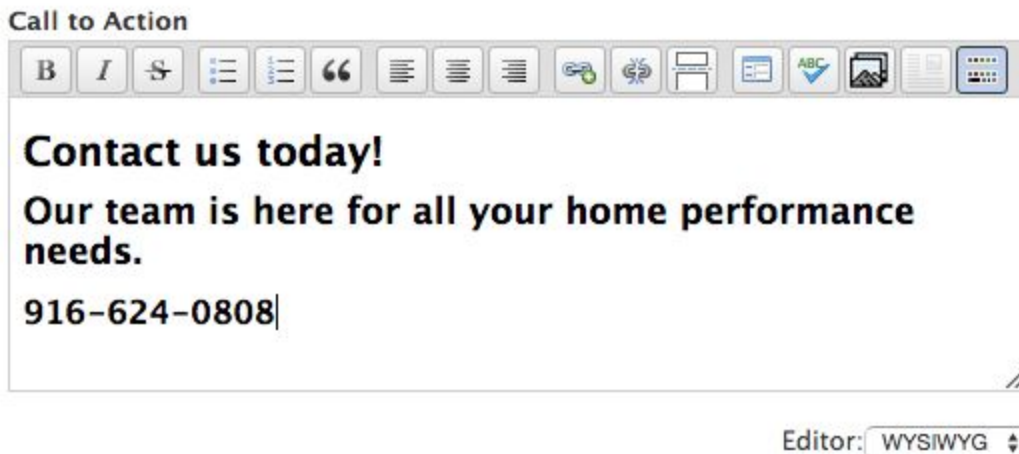 Call to Action
B I S ABC
Contact us today!
Our team is here for all your home performance
needs.
916-624-0808
Editor: WYSIWYG